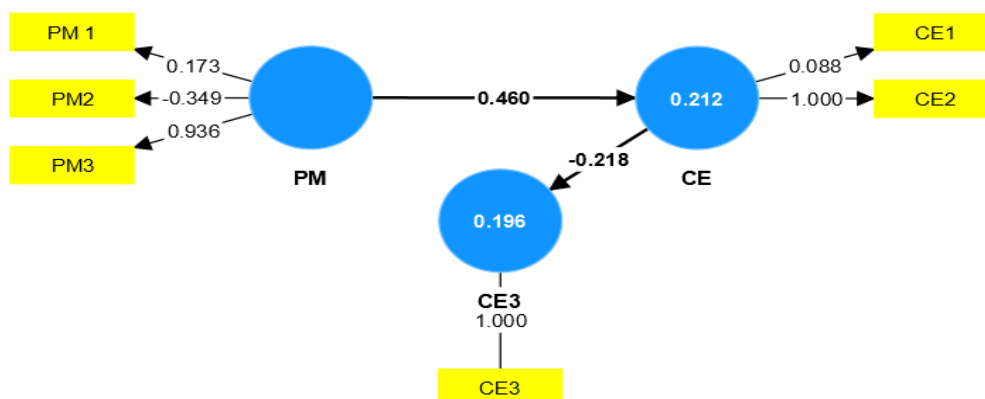 PM 1
CE1
0.173
0.088
PM2
-0.349
0.460
0.212
1.000
CE2
0.936
PM3
-0.218
PM
CE
0.196
CE3
1.000
CE3